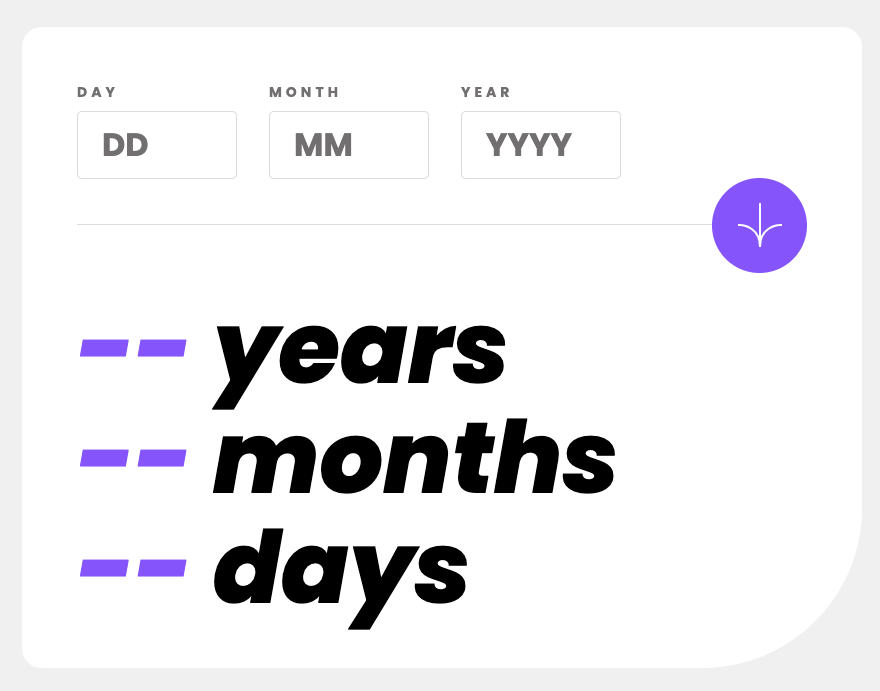 DAY MONTH YEAR
DD MM YYYY
-- years
-- months
-- days